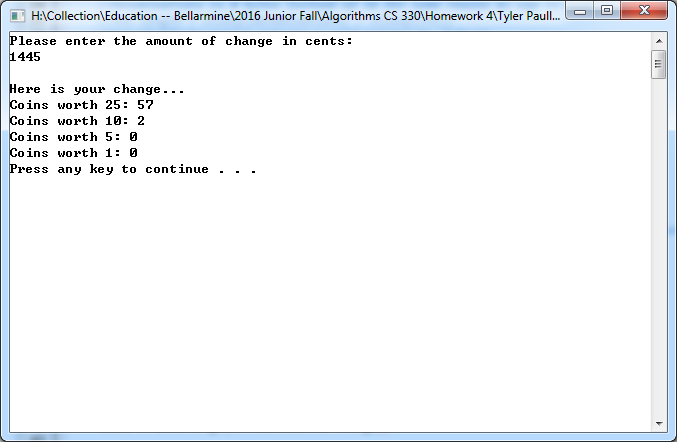 H:\Collection\Education -- Bellarmine\2016 Junior Fall\Algorithms CS 330\Homework 4\Tyler Paull...
Please enter the amount of change in cents:
1445
Here is your change...
Coins worth 25: 57
Coins worth 10: 2
Coins worth 5: 0
Coins worth 1: 0
Press any key to continue . . .